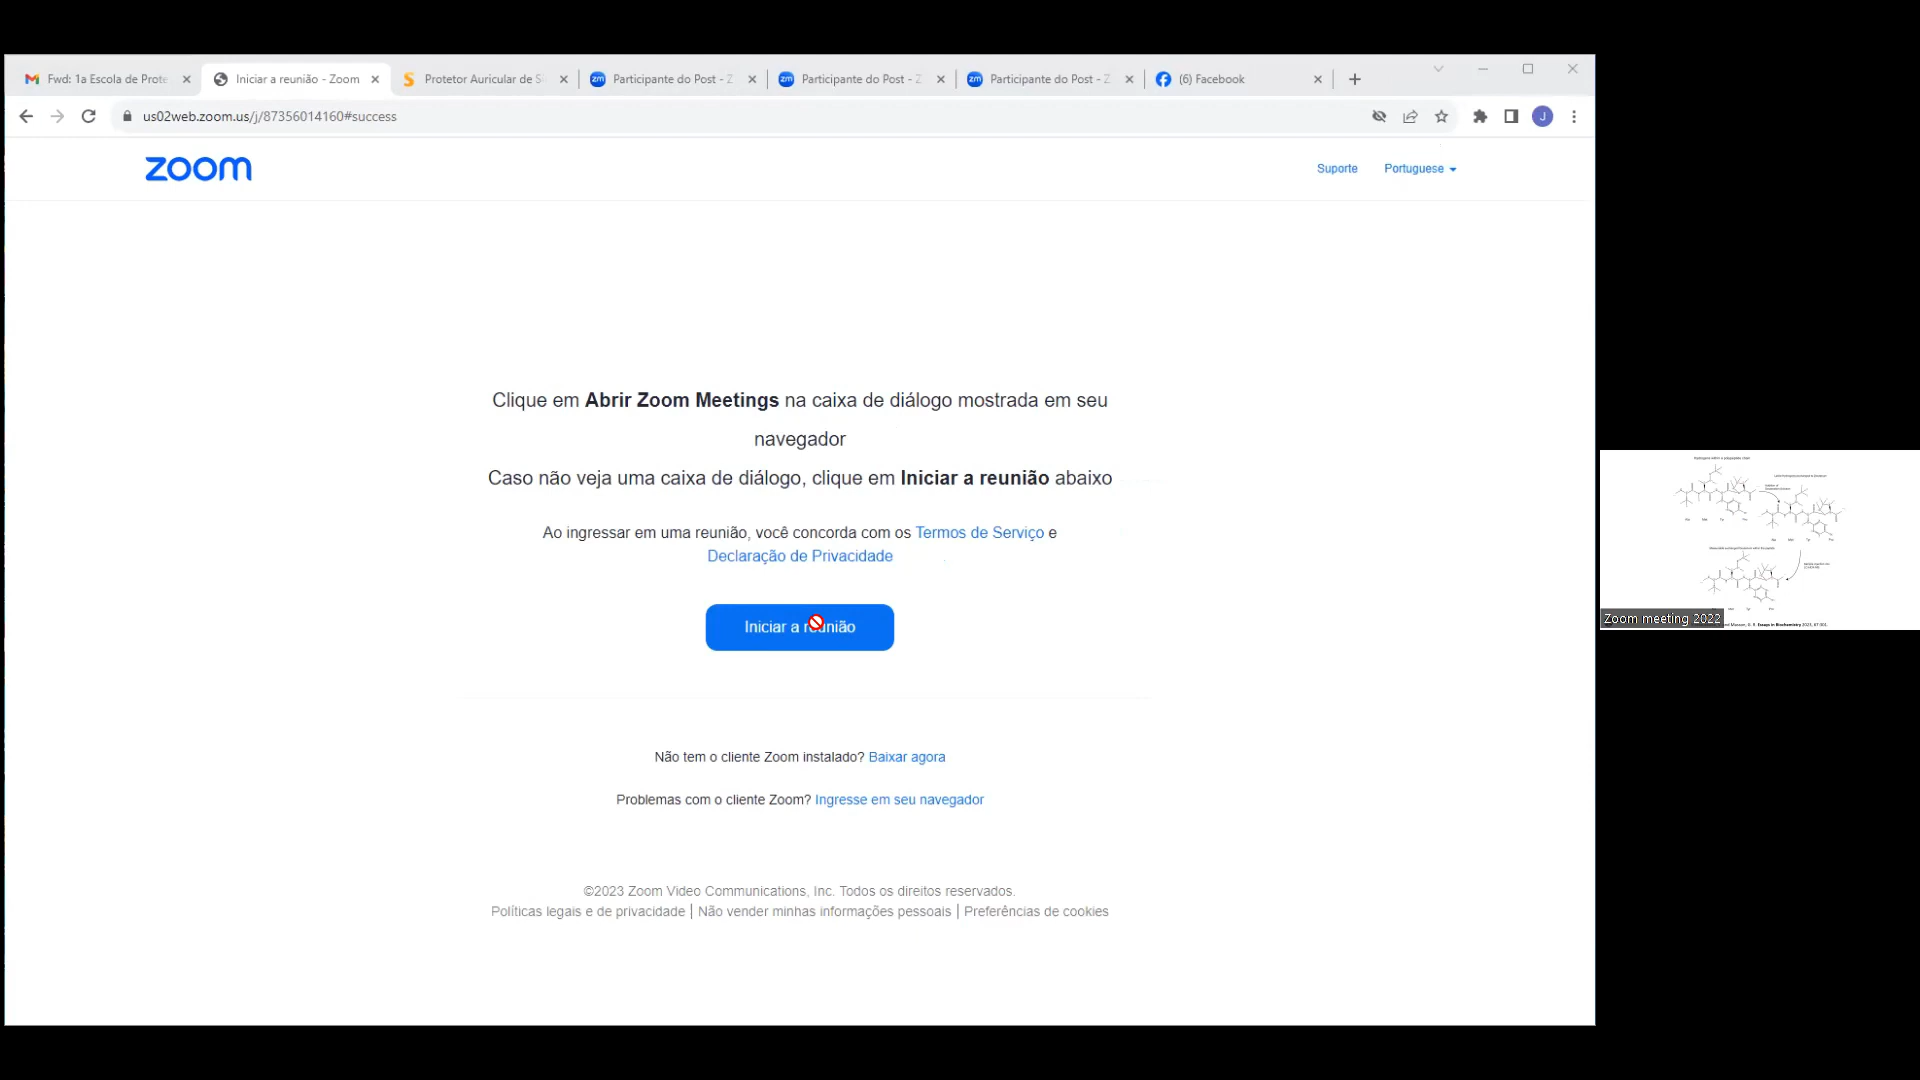 Fwd: 1a Escola de Prote
Iniciar a reunião - Zoom
Protetor Auricular de S
Participante do Post - Z
Participante do Post - Z
Participante do Post - Z
(6) Facebook
us02web.zoom.us/j/87356014160#success
J
zoom
Suporte
Portuguese
Clique em Abrir Zoom Meetings na caixa de diálogo mostrada em seu
navegador
Caso não veja uma caixa de diálogo, clique em Iniciar a reunião abaixo
Ao ingressar em uma reunião, você concorda com os Termos de Serviço e
Declaração de Privacidade
Iniciar a reunião
Não tem o cliente Zoom instalado? Baixar agora
Problemas com o cliente Zoom? Ingresse em seu navegador
©2023 Zoom Video Communications, Inc. Todos os direitos reservados.
Políticas legais e de privacidade | Não vender minhas informações pessoais | Preferências de cookies
Zoom meeting 2022